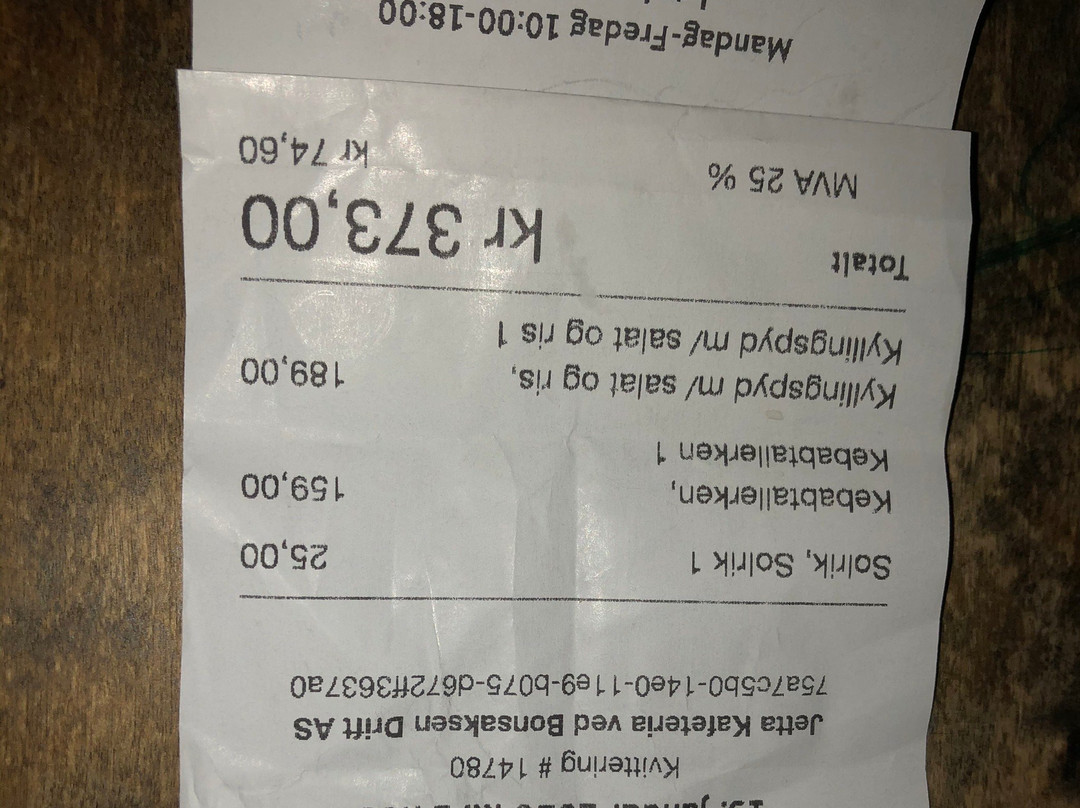 Kvittering # 14780
Jetta Kafeteria ved Bonsaksen Drift AS
75a7c5b0-14e0-11e9-b075-d672ff3637a0
Solrik, Solrik 1 25,00
Kebabtallerken, 159,00
Kebabtallerken 1
Kyllingspyd m/ salat og ris, 189,00
Kyllingspyd m/ salat og ris 1
Totalt kr 373,00
MVA 25 % kr 74,60
Mandag-Fredag 10:00-18:00